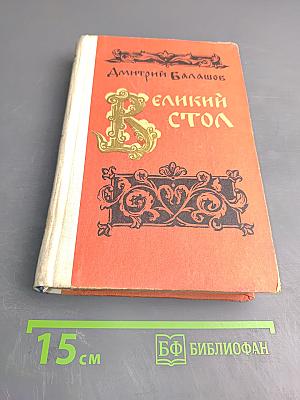 Дмитрий Балашов
Великий
стол
15 см
БФ БИБЛИОФАН